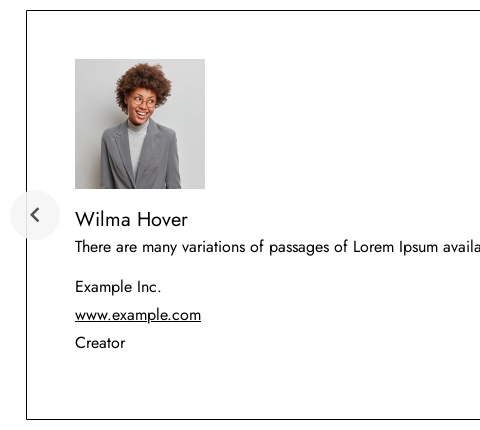 Wilma Hover
There are many variations of passages of Lorem Ipsum availa
Example Inc.
www.example.com
Creator